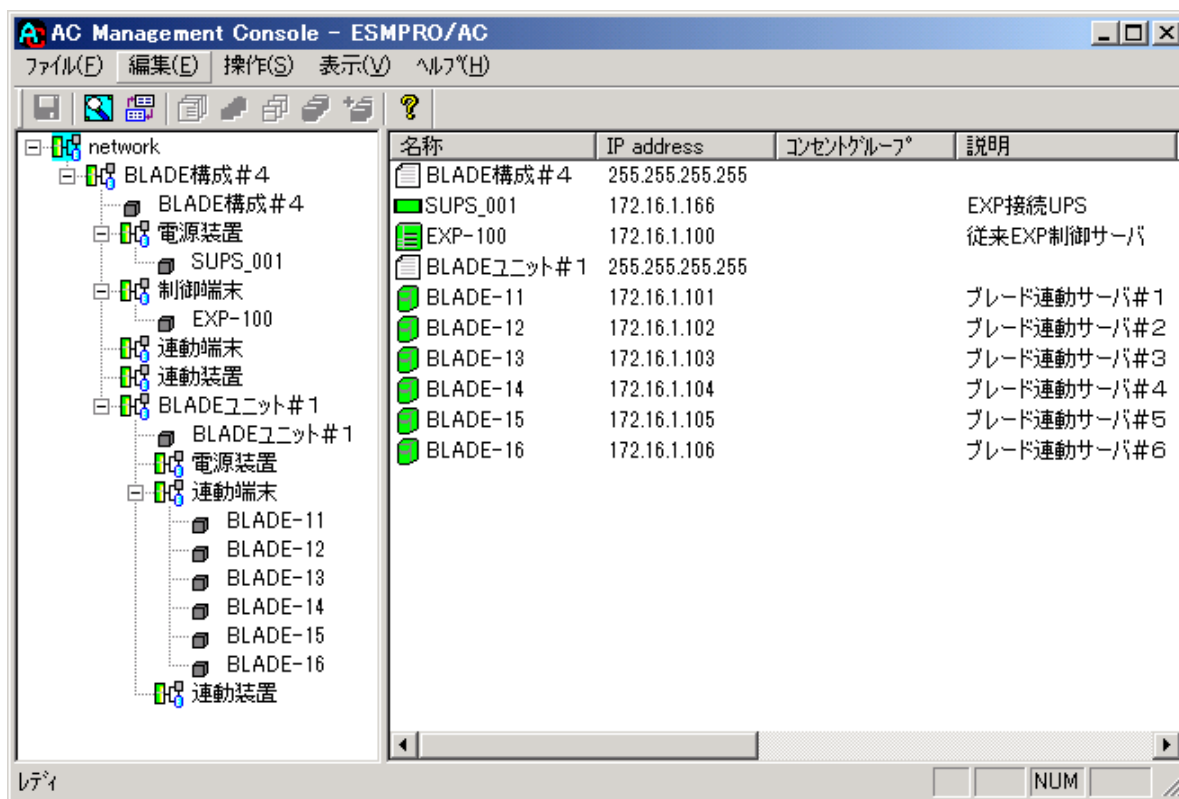 AC Management Console - ESMPRO/AC
ファイル(F) 編集(E) 操作(S) 表示(V) ヘルプ(H)
network
BLADE構成#4
BLADE構成#4
電源装置
SUPS_001
制御端末
EXP-100
連動端末
連動装置
BLADEユニット#1
BLADEユニット#1
電源装置
連動端末
BLADE-11
BLADE-12
BLADE-13
BLADE-14
BLADE-15
BLADE-16
連動装置
名称 IP address コンセントグループ 説明
BLADE構成#4 255.255.255.255
SUPS_001 172.16.1.166 EXP接続UPS
EXP-100 172.16.1.100 従来EXP制御サーバ
BLADEユニット#1 255.255.255.255
BLADE-11 172.16.1.101 ブレード連動サーバ#1
BLADE-12 172.16.1.102 ブレード連動サーバ#2
BLADE-13 172.16.1.103 ブレード連動サーバ#3
BLADE-14 172.16.1.104 ブレード連動サーバ#4
BLADE-15 172.16.1.105 ブレード連動サーバ#5
BLADE-16 172.16.1.106 ブレード連動サーバ#6
レディ NUM